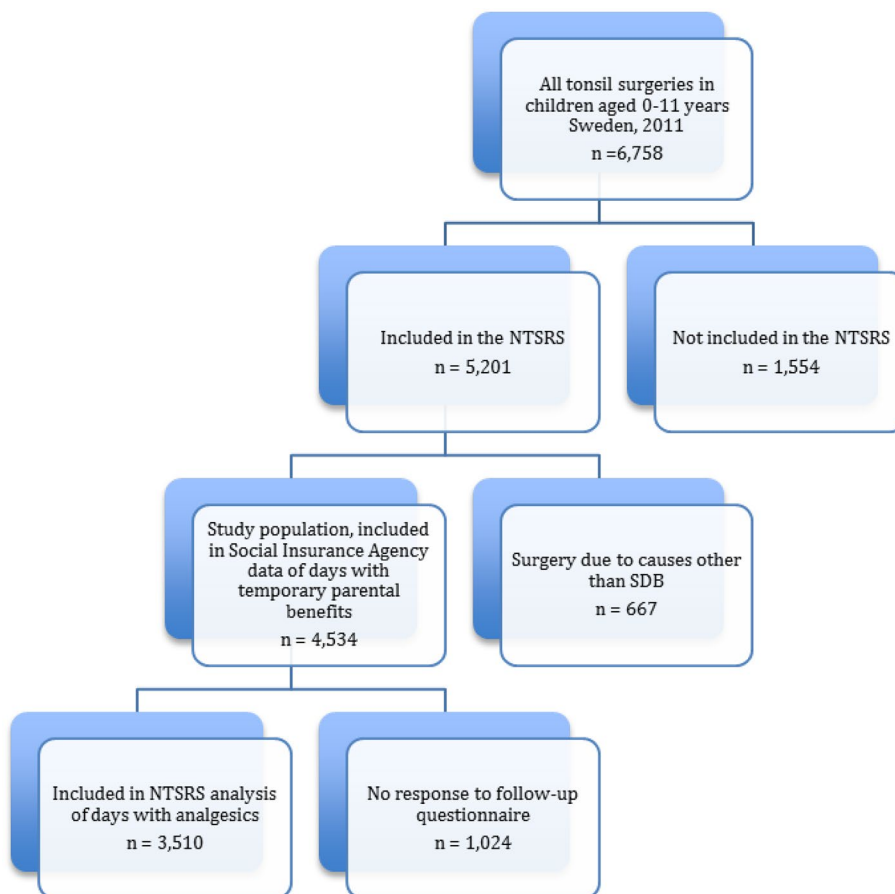 All tonsil surgeries in
children aged 0-11 years
Sweden, 2011
n =6,758
Included in the NTSRS
n = 5,201
Not included in the NTSRS
n = 1,554
Study population, included
in Social Insurance Agency
data of days with
temporary parental
benefits
n = 4,534
Surgery due to causes other
than SDB
n = 667
Included in NTSRS analysis
of days with analgesics
n = 3,510
No response to follow-up
questionnaire
n = 1,024